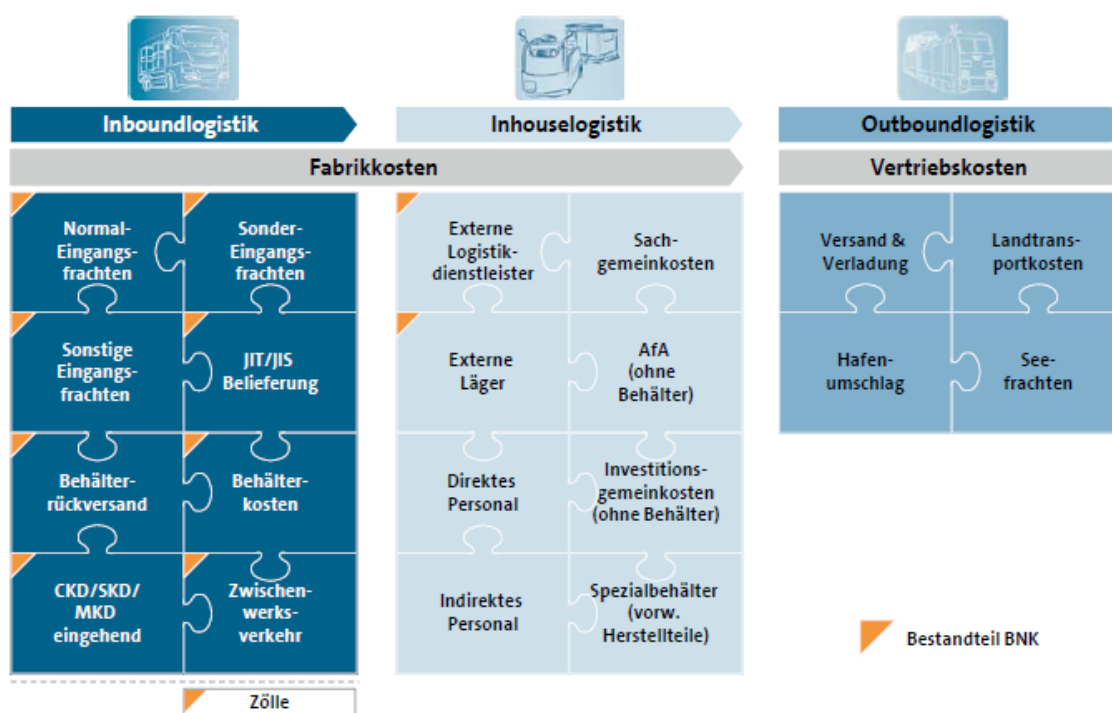 Inboundlogistik
Inhouselogistik
Outboundlogistik
Fabrikkosten
Vertriebskosten
Normal-
Eingangs-
frachten
Sonder-
Eingangs-
frachten
Externe
Logistik-
dienstleister
Sach-
gemeinkosten
Versand &
Verladung
Landtrans-
portkosten
Sonstige
Eingangs-
frachten
JIT/JIS
Belieferung
Externe
Läger
AfA
(ohne
Behälter)
Hafen-
umschlag
See-
frachten
Behälter-
rückversand
Behälter-
kosten
Direktes
Personal
Investitions-
gemeinkosten
(ohne Behälter)
CKD/SKD/
MKD
eingehend
Zwischen-
werks-
verkehr
Indirektes
Personal
Spezialbehälter
(vorw.
Herstellteile)
Bestandteil BNK
Zölle